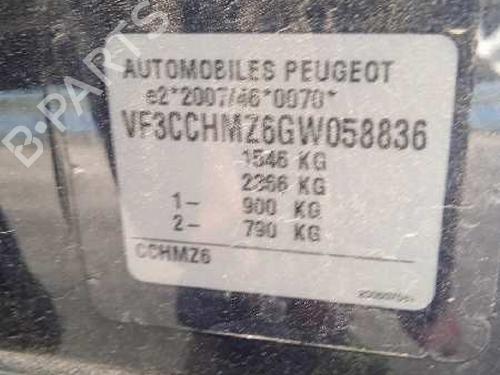 AUTOMOBILES PEUGEOT
e2*2007/46*0070*
VF3CCHMZ6GW058836
1546 KG
2366 KG
1- 900 KG
2- 790 KG
CCHMZ6
B-PARTS